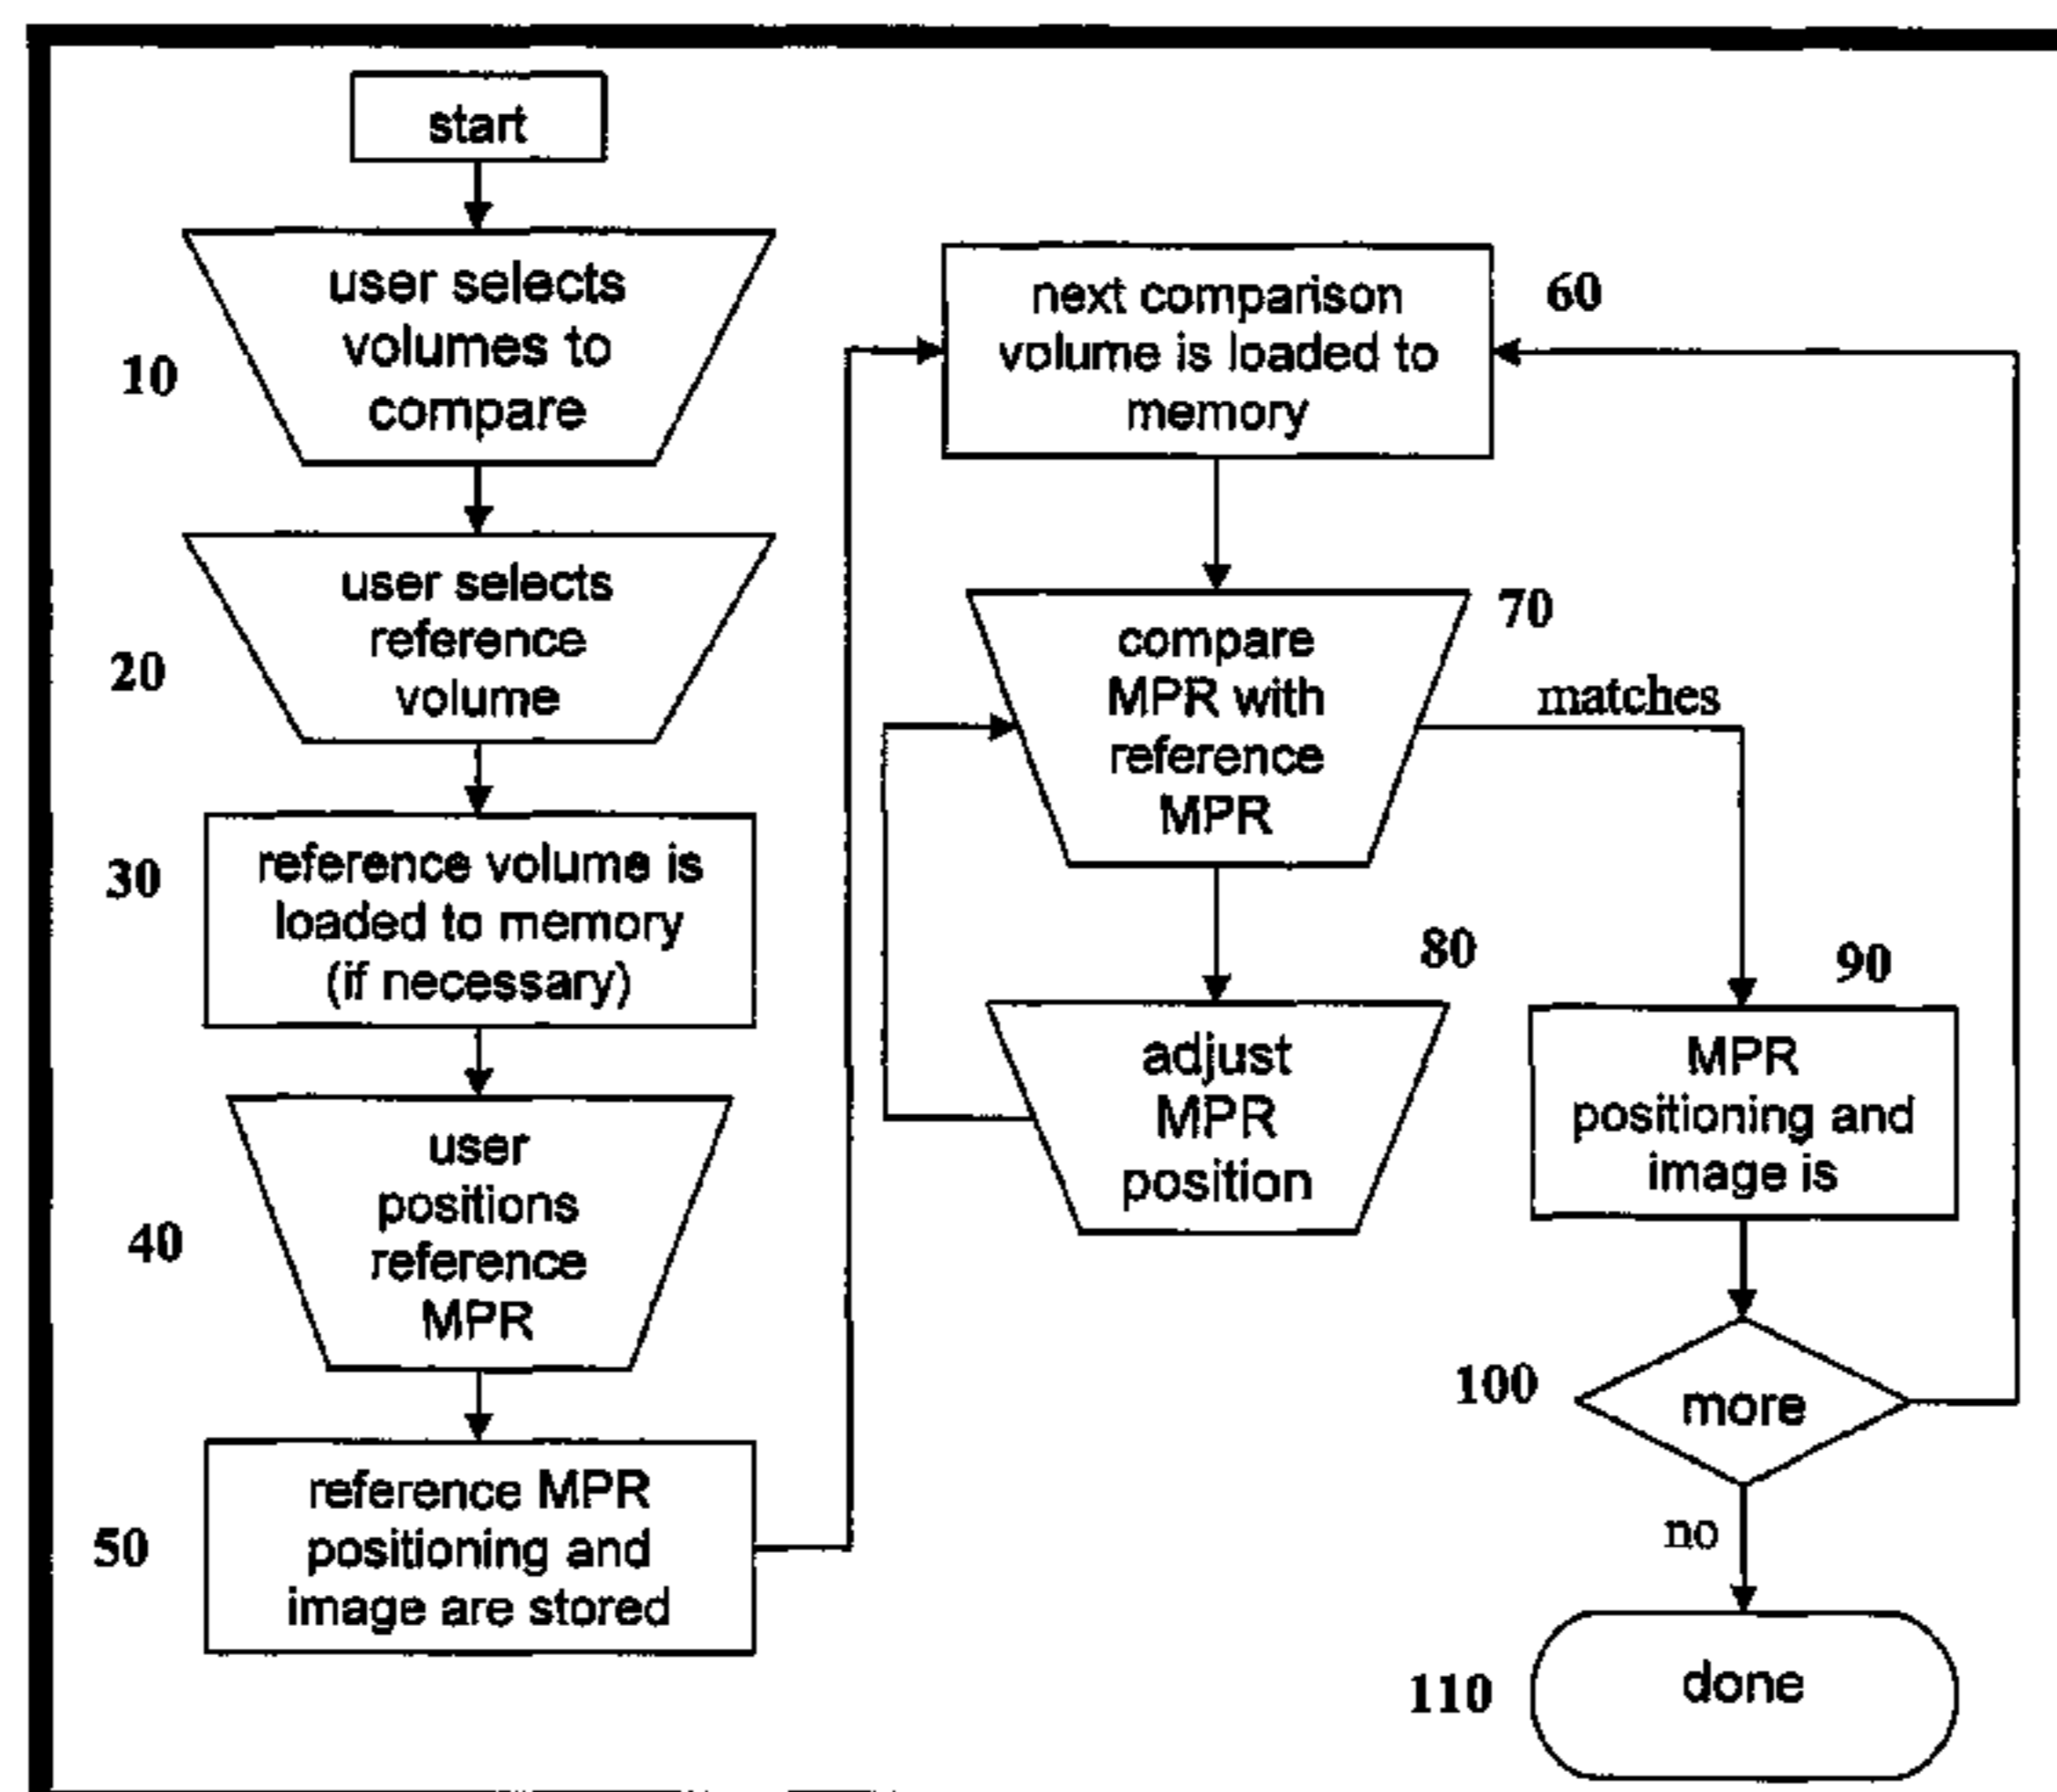 start
user selects
volumes to
compare
10
user selects
reference
volume
20
reference volume is
loaded to memory
(if necessary)
30
user
positions
reference
MPR
40
reference MPR
positioning and
image are stored
50
next comparison
volume is loaded to
memory
60
compare
MPR with
reference
MPR
70
matches
adjust
MPR
position
80
MPR
positioning and
image is
90
more
100
no
done
110